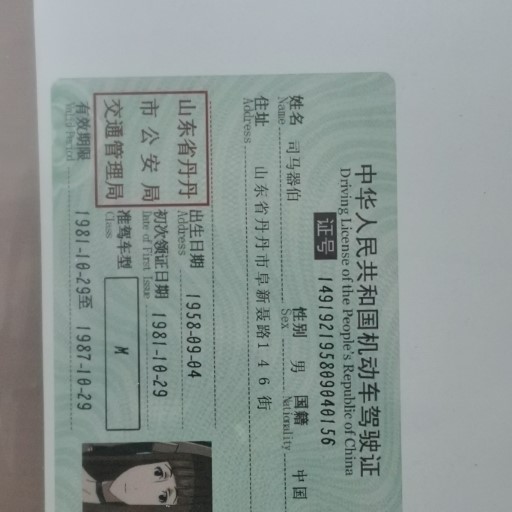 中华人民共和国机动车驾驶证
Driving License of the People's Republic of China
证号 149192195809040156
姓名 司马器伯 性别 男 国籍 中国
Name Sex Nationality
住址 山东省丹丹市阜新聂路146街
Address
出生日期 1958-09-04
Address
初次领证日期 1981-10-29
Date of First Issue
准驾车型 M
Class
山东省丹丹
市公安局
交通管理局
有效期限 1981-10-29至 1987-10-29
Valid Period